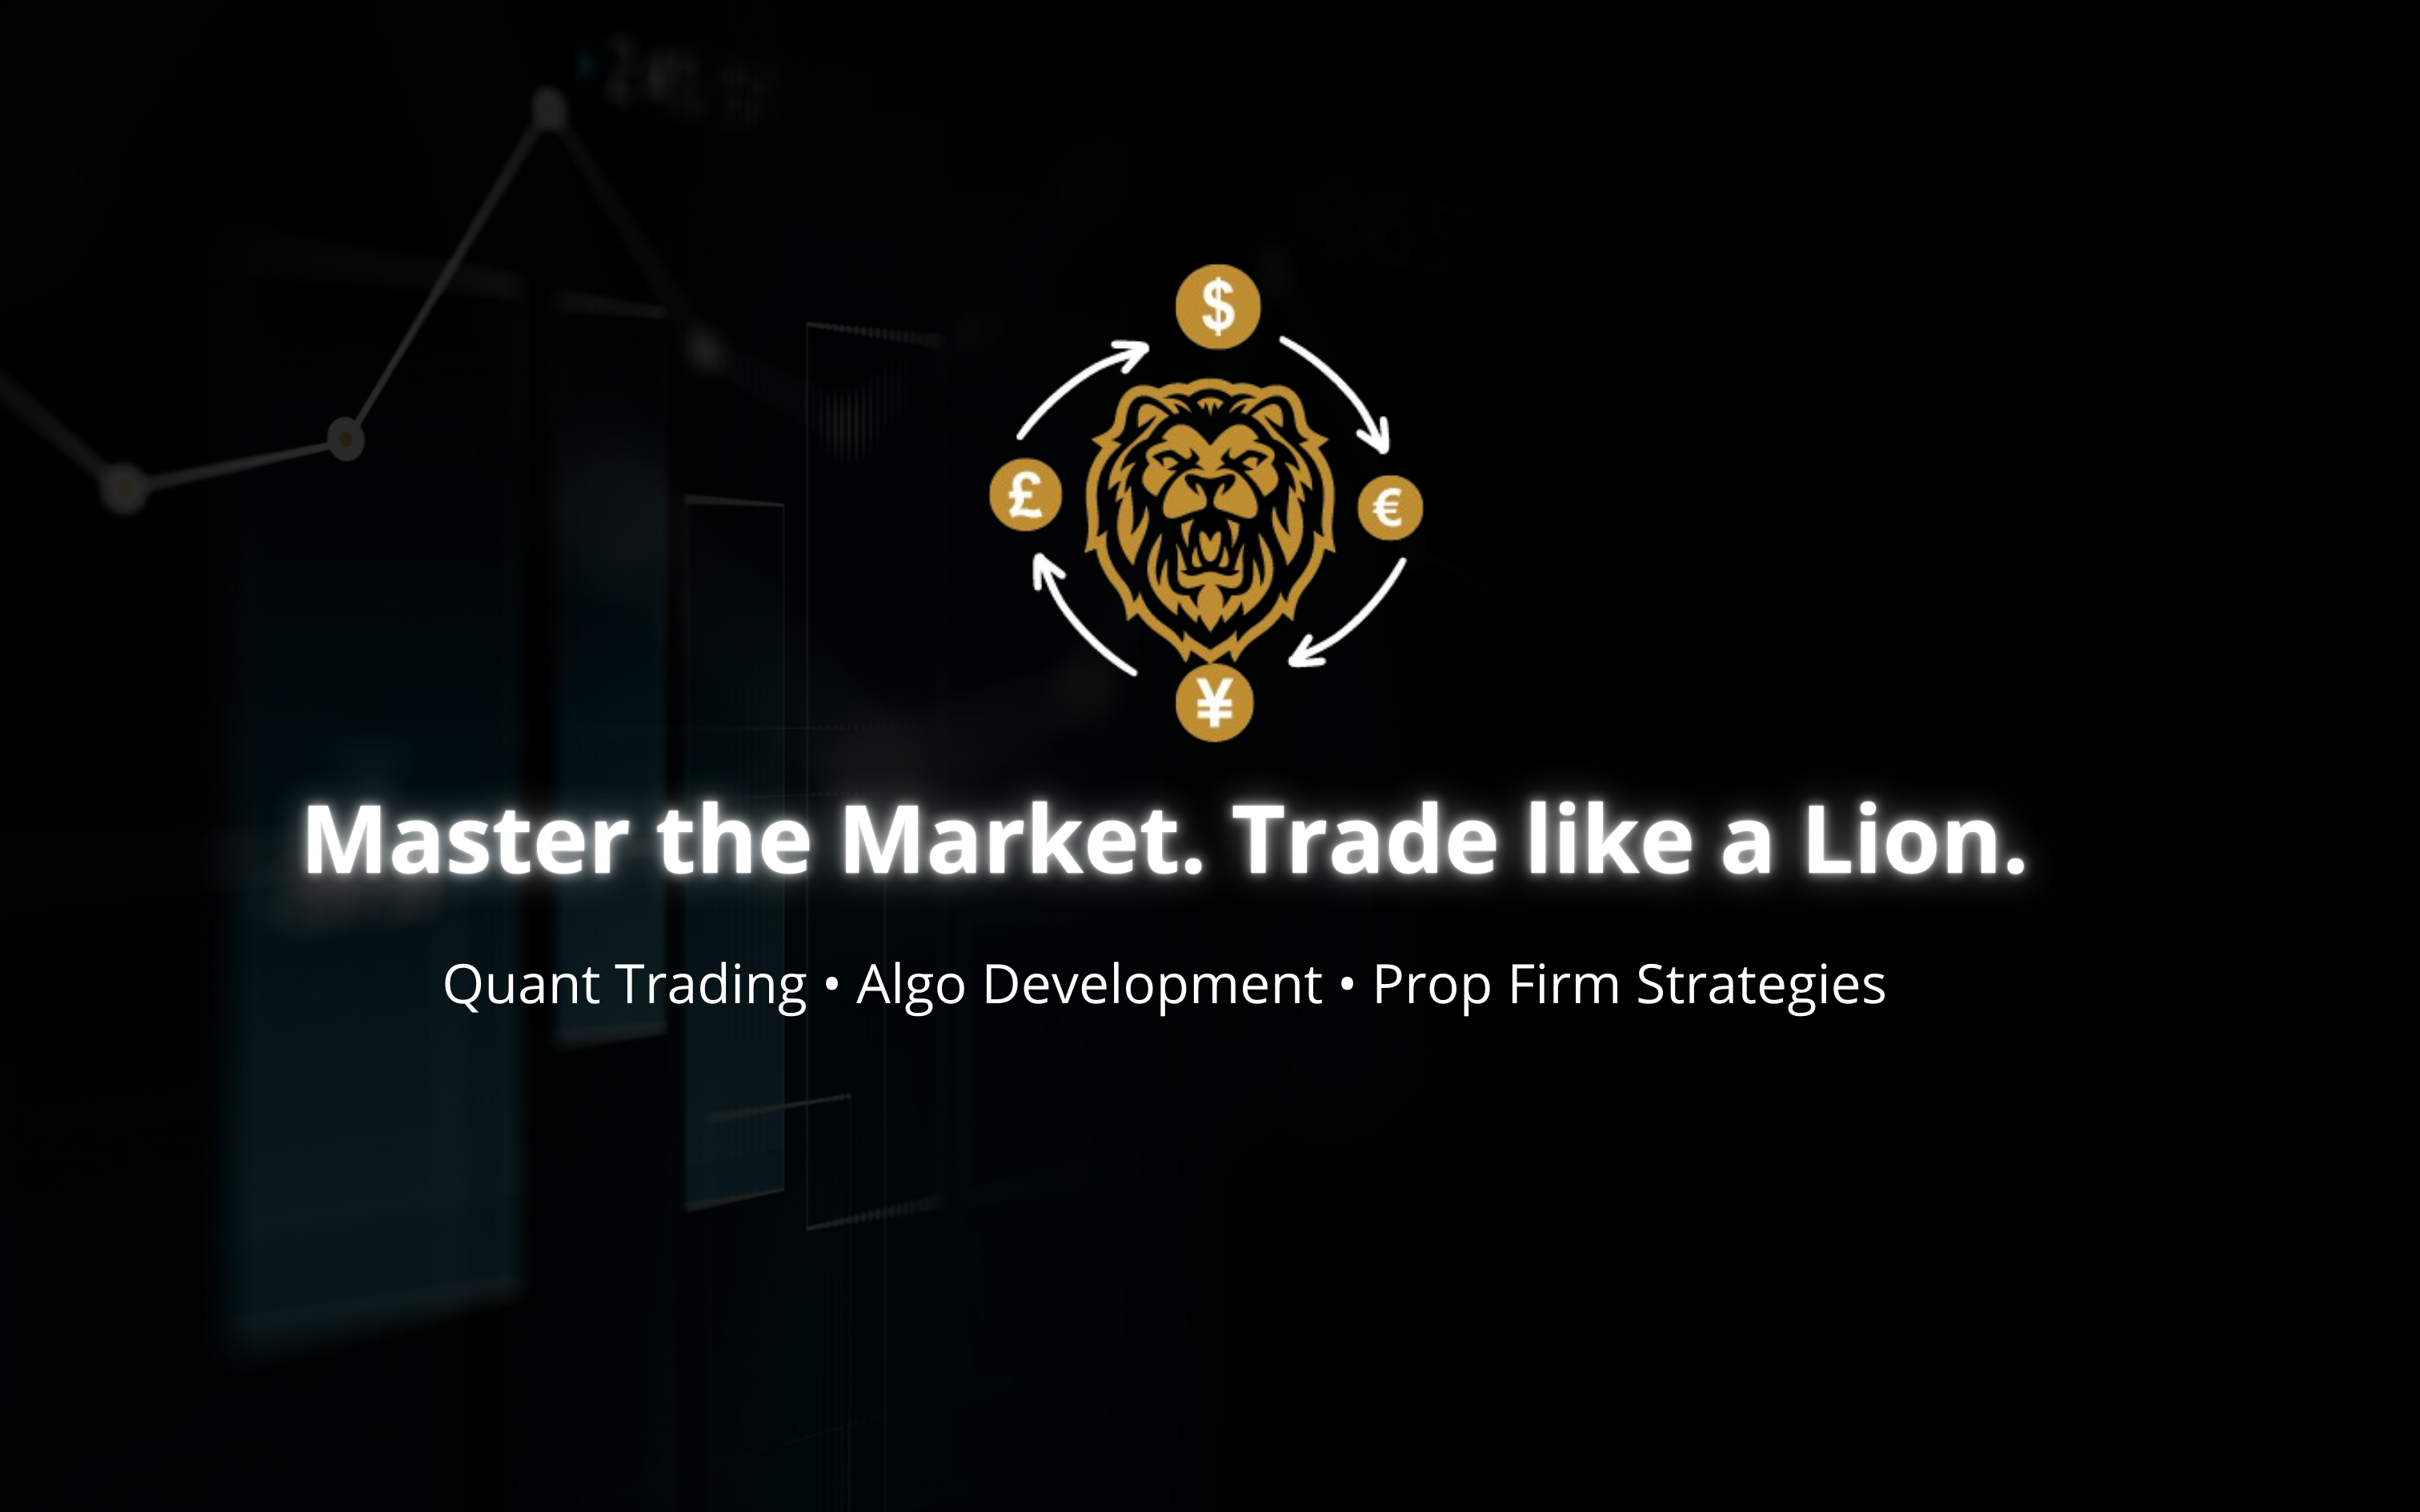 $
£
€
¥
Master the Market. Trade like a Lion.
Quant Trading • Algo Development • Prop Firm Strategies